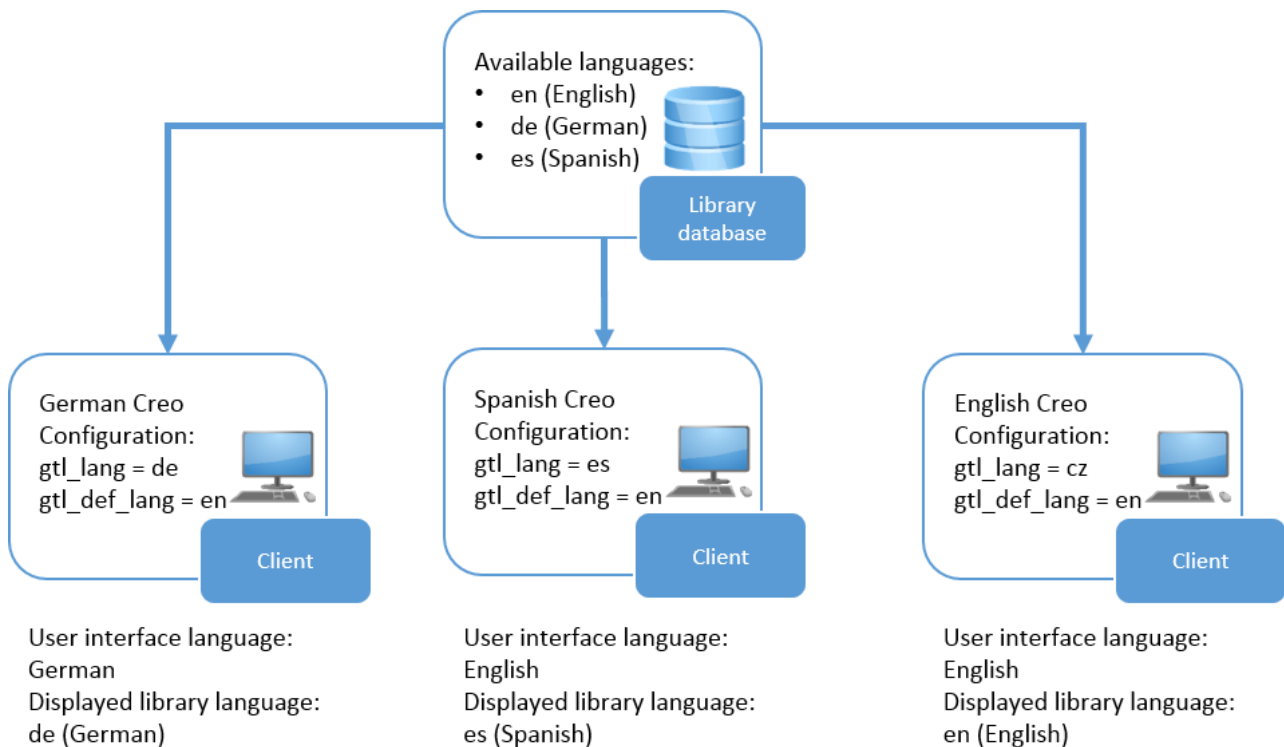 Available languages:
• en (English)
• de (German)
• es (Spanish)
Library
database
German Creo
Configuration:
gtl_lang = de
gtl_def_lang = en
Client
User interface language:
German
Displayed library language:
de (German)
Spanish Creo
Configuration:
gtl_lang = es
gtl_def_lang = en
Client
User interface language:
English
Displayed library language:
es (Spanish)
English Creo
Configuration:
gtl_lang = cz
gtl_def_lang = en
Client
User interface language:
English
Displayed library language:
en (English)